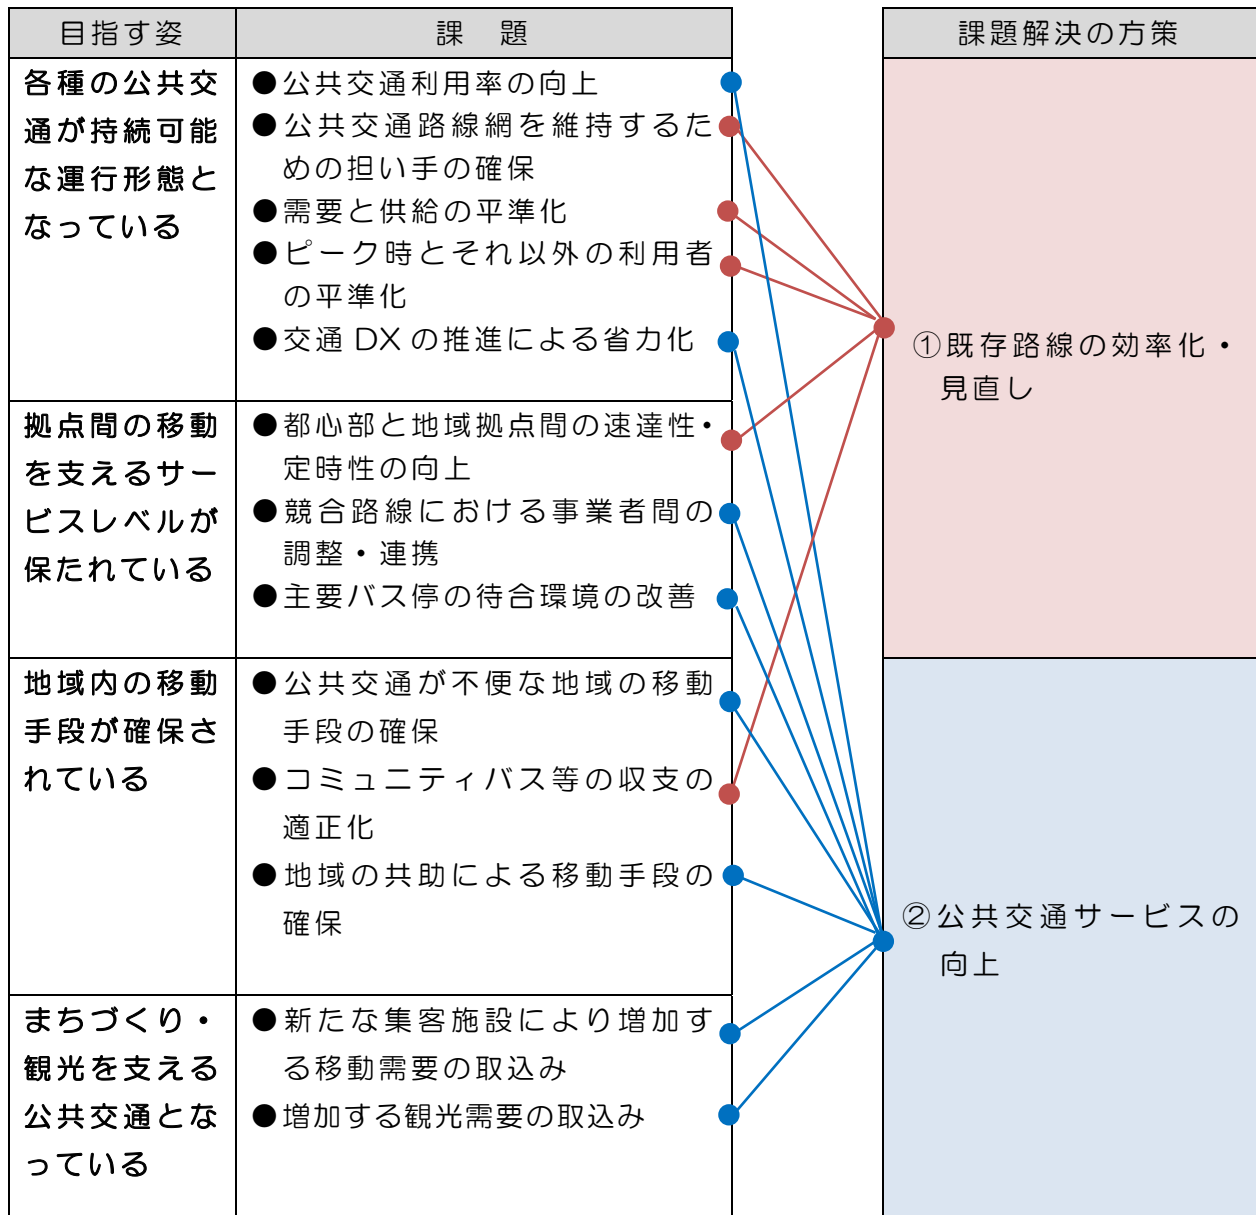 目指す姿
課　題
課題解決の方策
各種の公共交
通が持続可能
な運行形態と
なっている
●公共交通利用率の向上
●公共交通路線網を維持するた
めの担い手の確保
●需要と供給の平準化
●ピーク時とそれ以外の利用者
の平準化
●交通 DX の推進による省力化
拠点間の移動
を支えるサー
ビスレベルが
保たれている
●都心部と地域拠点間の速達性・
定時性の向上
●競合路線における事業者間の
調整・連携
●主要バス停の待合環境の改善
地域内の移動
手段が確保さ
れている
●公共交通が不便な地域の移動
手段の確保
●コミュニティバス等の収支の
適正化
●地域の共助による移動手段の
確保
まちづくり・
観光を支える
公共交通とな
っている
●新たな集客施設により増加す
る移動需要の取込み
●増加する観光需要の取込み
①既存路線の効率化・
見直し
②公共交通サービスの
向上